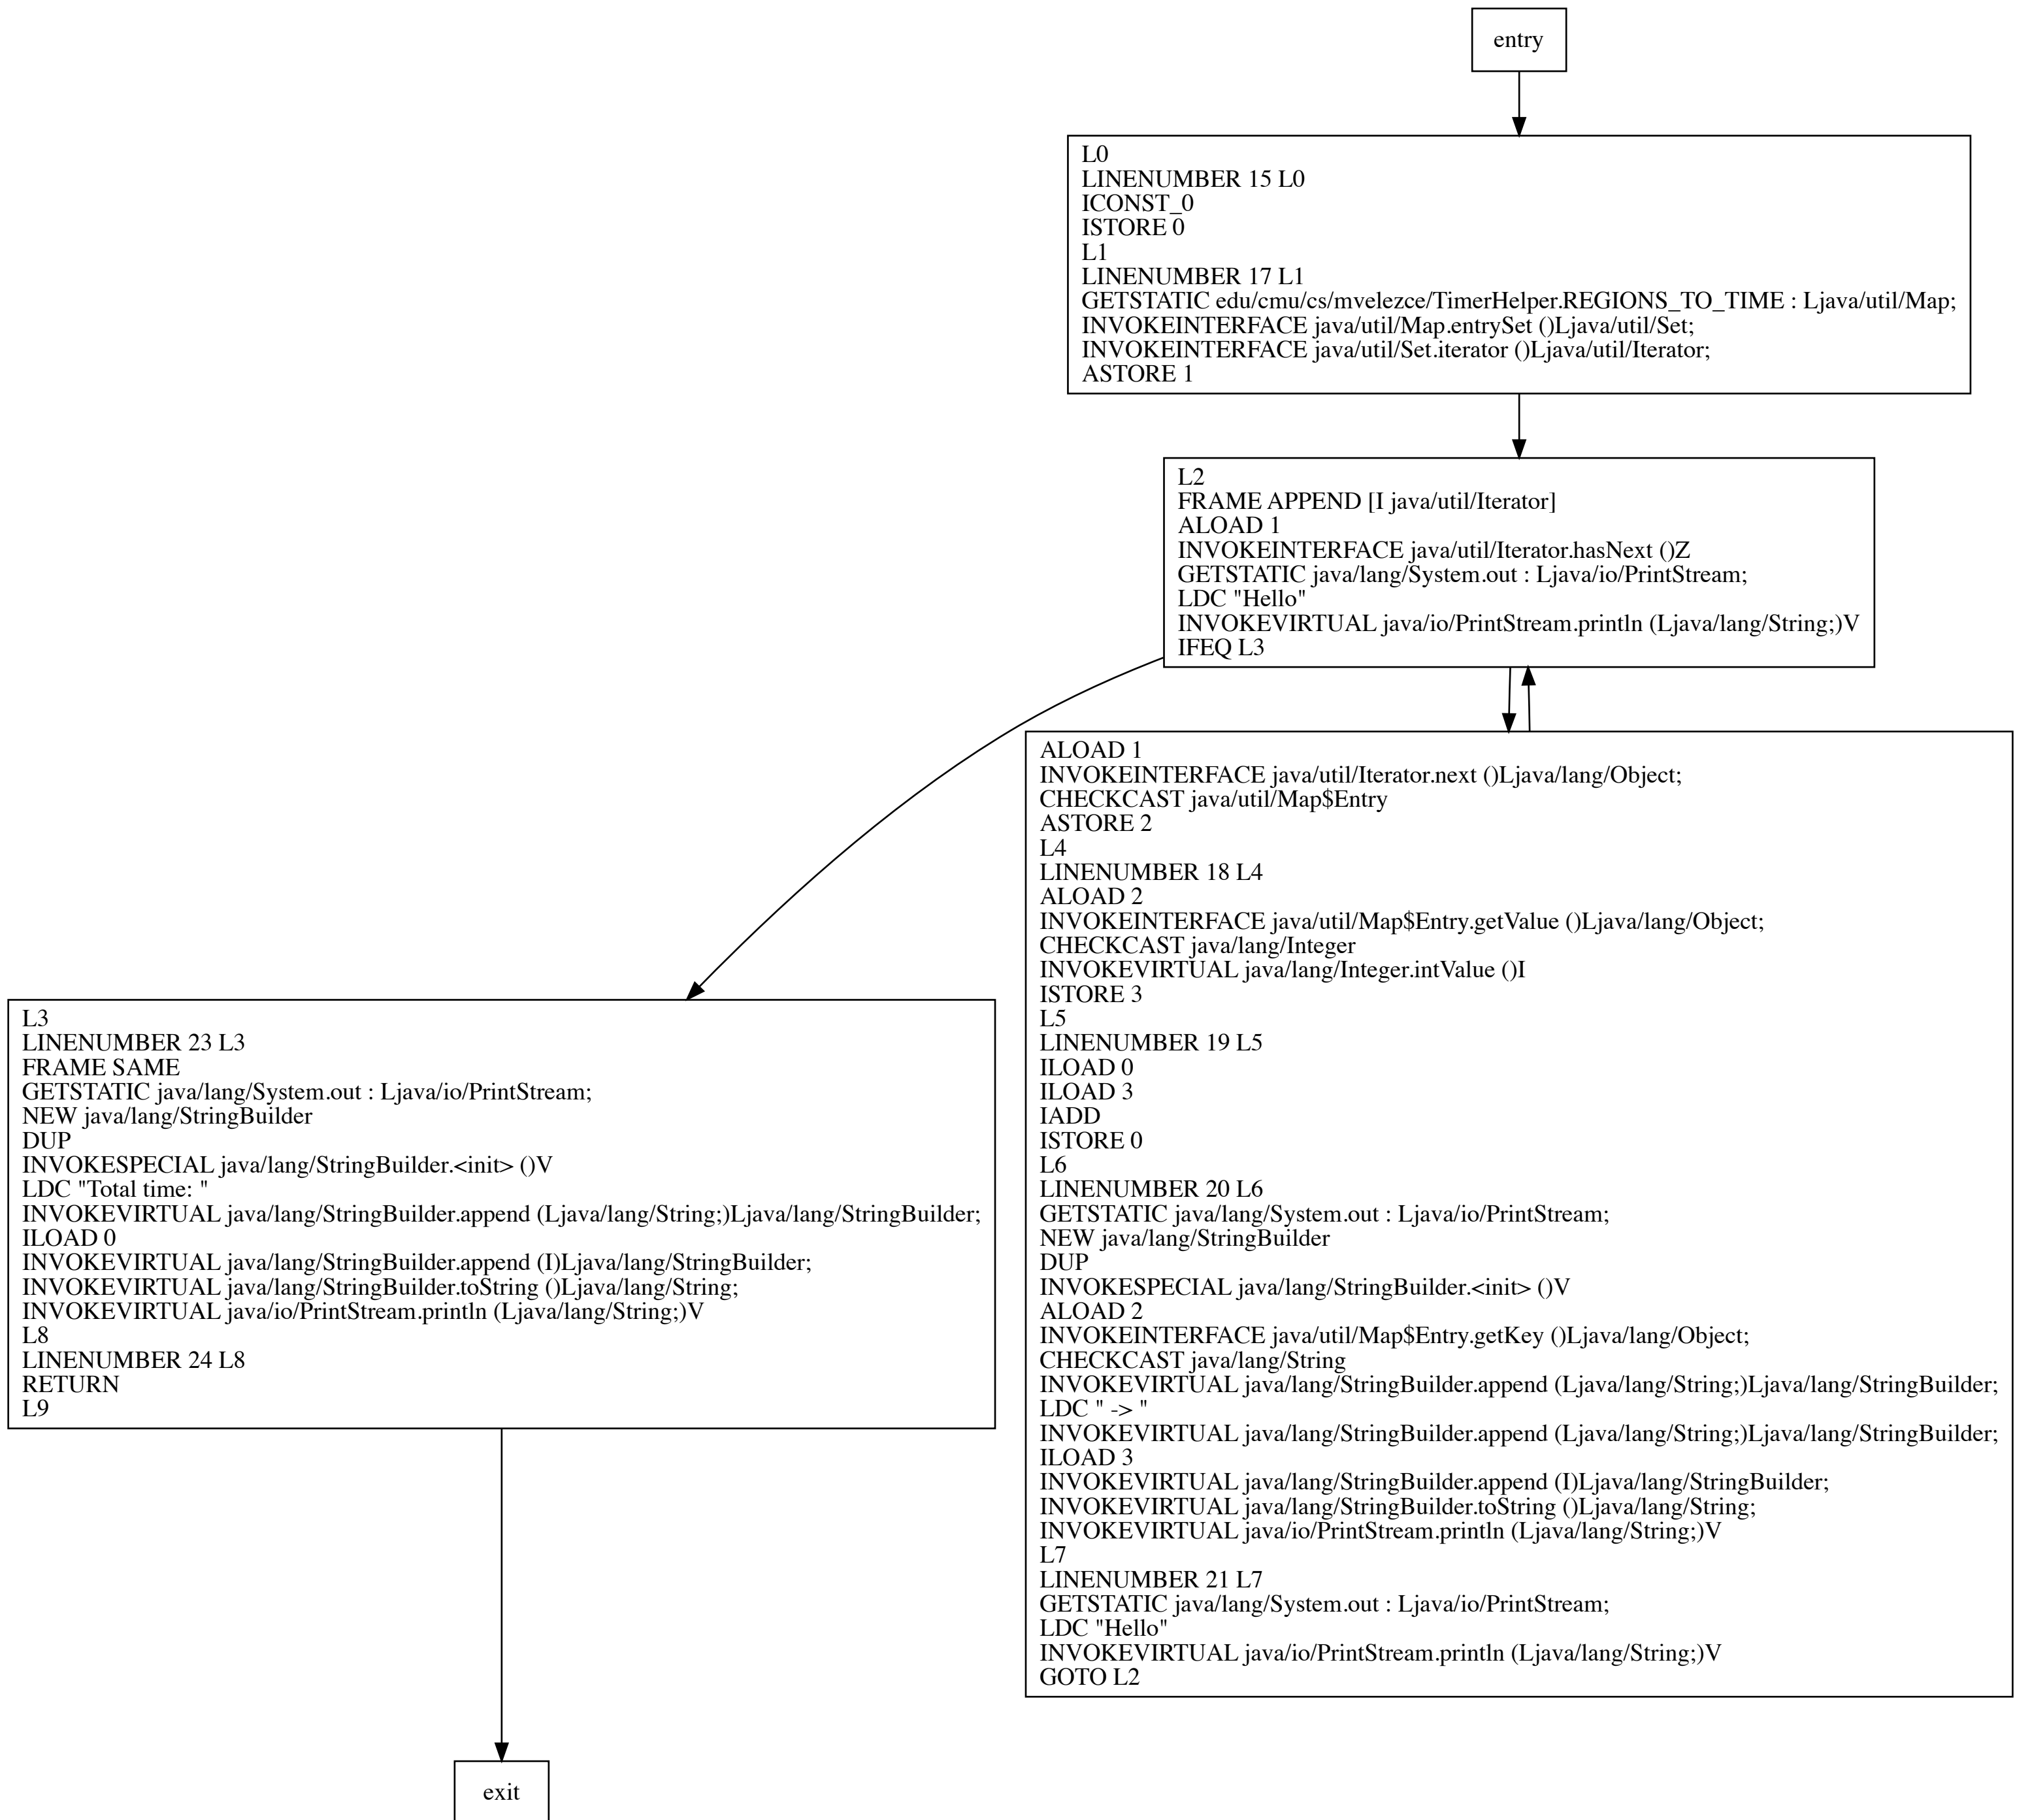 entry
L0
LINENUMBER 15 L0
ICONST_0
ISTORE 0
L1
LINENUMBER 17 L1
GETSTATIC edu/cmu/cs/mvelezce/TimerHelper.REGIONS_TO_TIME : Ljava/util/Map;
INVOKEINTERFACE java/util/Map.entrySet ()Ljava/util/Set;
INVOKEINTERFACE java/util/Set.iterator ()Ljava/util/Iterator;
ASTORE 1
L2
FRAME APPEND [I java/util/Iterator]
ALOAD 1
INVOKEINTERFACE java/util/Iterator.hasNext ()Z
GETSTATIC java/lang/System.out : Ljava/io/PrintStream;
LDC "Hello"
INVOKEVIRTUAL java/io/PrintStream.println (Ljava/lang/String;)V
IFEQ L3
ALOAD 1
INVOKEINTERFACE java/util/Iterator.next ()Ljava/lang/Object;
CHECKCAST java/util/Map$Entry
ASTORE 2
L4
LINENUMBER 18 L4
ALOAD 2
INVOKEINTERFACE java/util/Map$Entry.getValue ()Ljava/lang/Object;
CHECKCAST java/lang/Integer
INVOKEVIRTUAL java/lang/Integer.intValue ()I
ISTORE 3
L5
LINENUMBER 19 L5
ILOAD 0
ILOAD 3
IADD
ISTORE 0
L6
LINENUMBER 20 L6
GETSTATIC java/lang/System.out : Ljava/io/PrintStream;
NEW java/lang/StringBuilder
DUP
INVOKESPECIAL java/lang/StringBuilder.<init> ()V
ALOAD 2
INVOKEINTERFACE java/util/Map$Entry.getKey ()Ljava/lang/Object;
CHECKCAST java/lang/String
INVOKEVIRTUAL java/lang/StringBuilder.append (Ljava/lang/String;)Ljava/lang/StringBuilder;
LDC " -> "
INVOKEVIRTUAL java/lang/StringBuilder.append (Ljava/lang/String;)Ljava/lang/StringBuilder;
ILOAD 3
INVOKEVIRTUAL java/lang/StringBuilder.append (I)Ljava/lang/StringBuilder;
INVOKEVIRTUAL java/lang/StringBuilder.toString ()Ljava/lang/String;
INVOKEVIRTUAL java/io/PrintStream.println (Ljava/lang/String;)V
L7
LINENUMBER 21 L7
GETSTATIC java/lang/System.out : Ljava/io/PrintStream;
LDC "Hello"
INVOKEVIRTUAL java/io/PrintStream.println (Ljava/lang/String;)V
GOTO L2
L3
LINENUMBER 23 L3
FRAME SAME
GETSTATIC java/lang/System.out : Ljava/io/PrintStream;
NEW java/lang/StringBuilder
DUP
INVOKESPECIAL java/lang/StringBuilder.<init> ()V
LDC "Total time: "
INVOKEVIRTUAL java/lang/StringBuilder.append (Ljava/lang/String;)Ljava/lang/StringBuilder;
ILOAD 0
INVOKEVIRTUAL java/lang/StringBuilder.append (I)Ljava/lang/StringBuilder;
INVOKEVIRTUAL java/lang/StringBuilder.toString ()Ljava/lang/String;
INVOKEVIRTUAL java/io/PrintStream.println (Ljava/lang/String;)V
L8
LINENUMBER 24 L8
RETURN
L9
exit